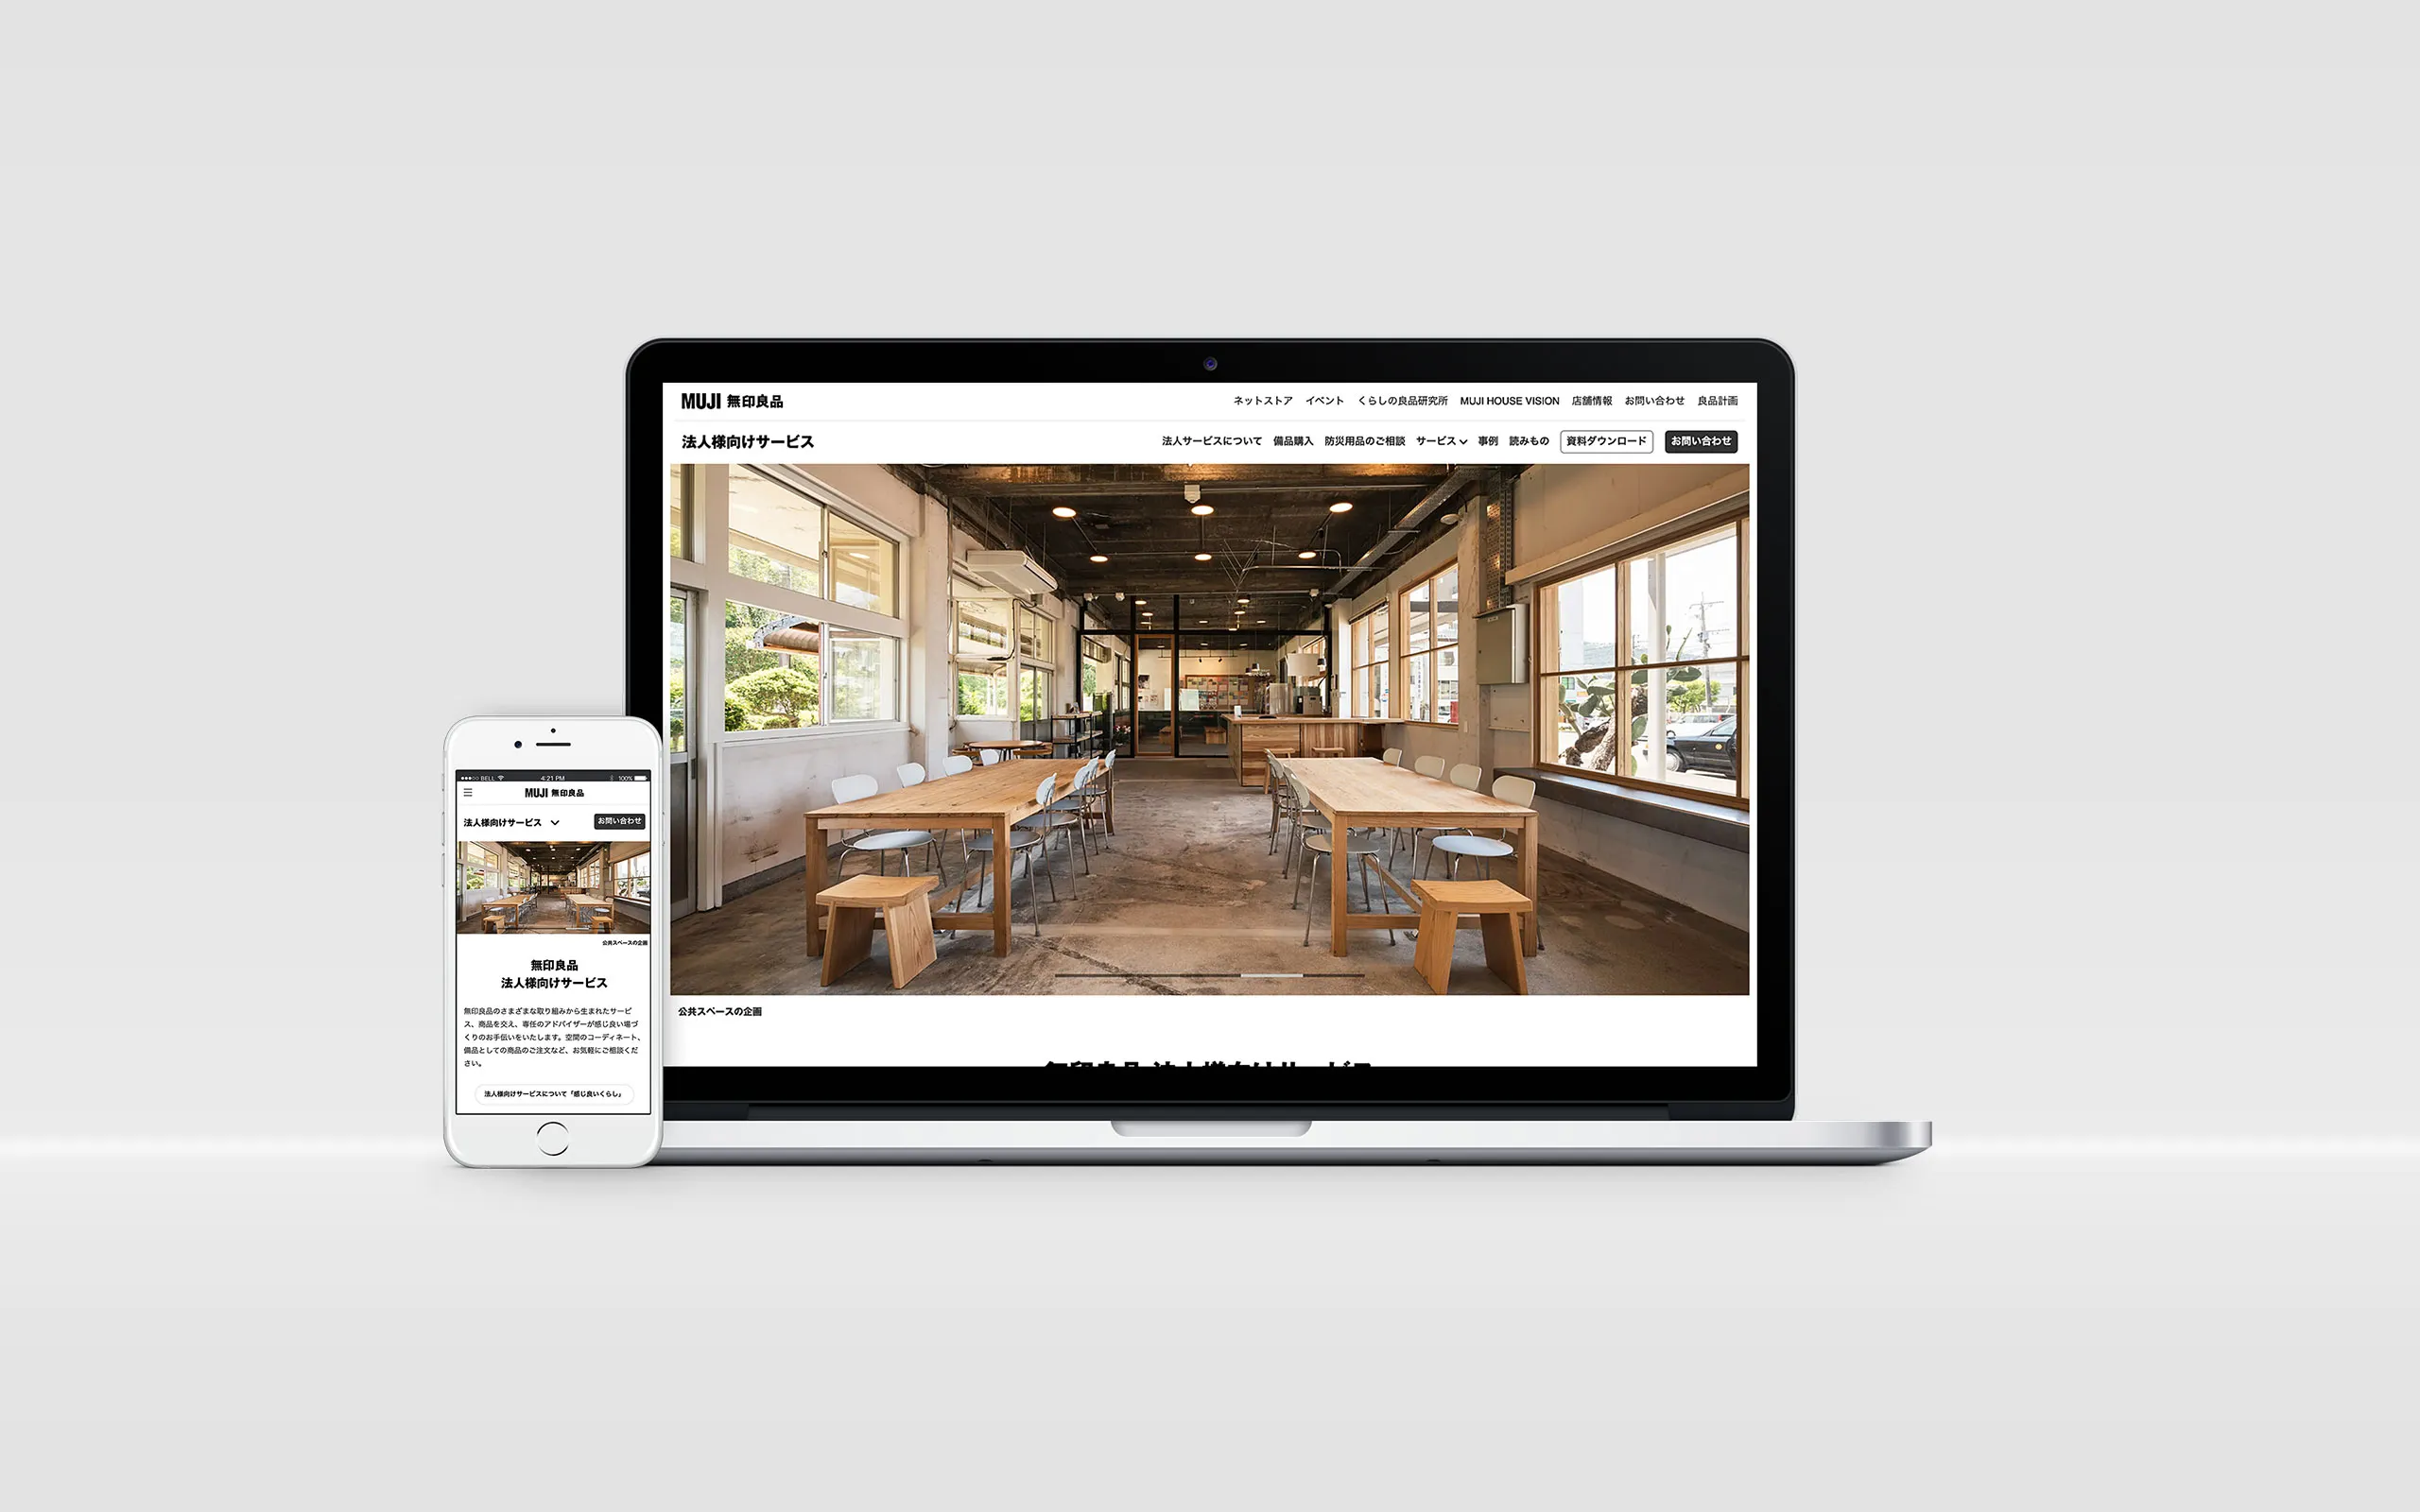 MUJI 無印良品
ネットストア イベント くらしの良品研究所 MUJI HOUSE VISION 店舗情報 お問い合わせ 良品計画
法人様向けサービス
法人サービスについて 備品購入 防災用品のご相談 サービス 事例 読みもの 資料ダウンロード お問い合わせ
公共スペースの企画
無印良品 法人様向けサービス
BELL 4:21 PM 100%
MUJI 無印良品
法人様向けサービス お問い合わせ
公共スペースの企画
無印良品
法人様向けサービス
無印良品のさまざまな取り組みから生まれたサービ
ス、商品を交え、専任のアドバイザーが感じ良い場づ
くりのお手伝いをいたします。空間のコーディネート、
備品としての商品のご注文など、お気軽にご相談くだ
さい。
法人様向けサービスについて「感じ良いくらし」